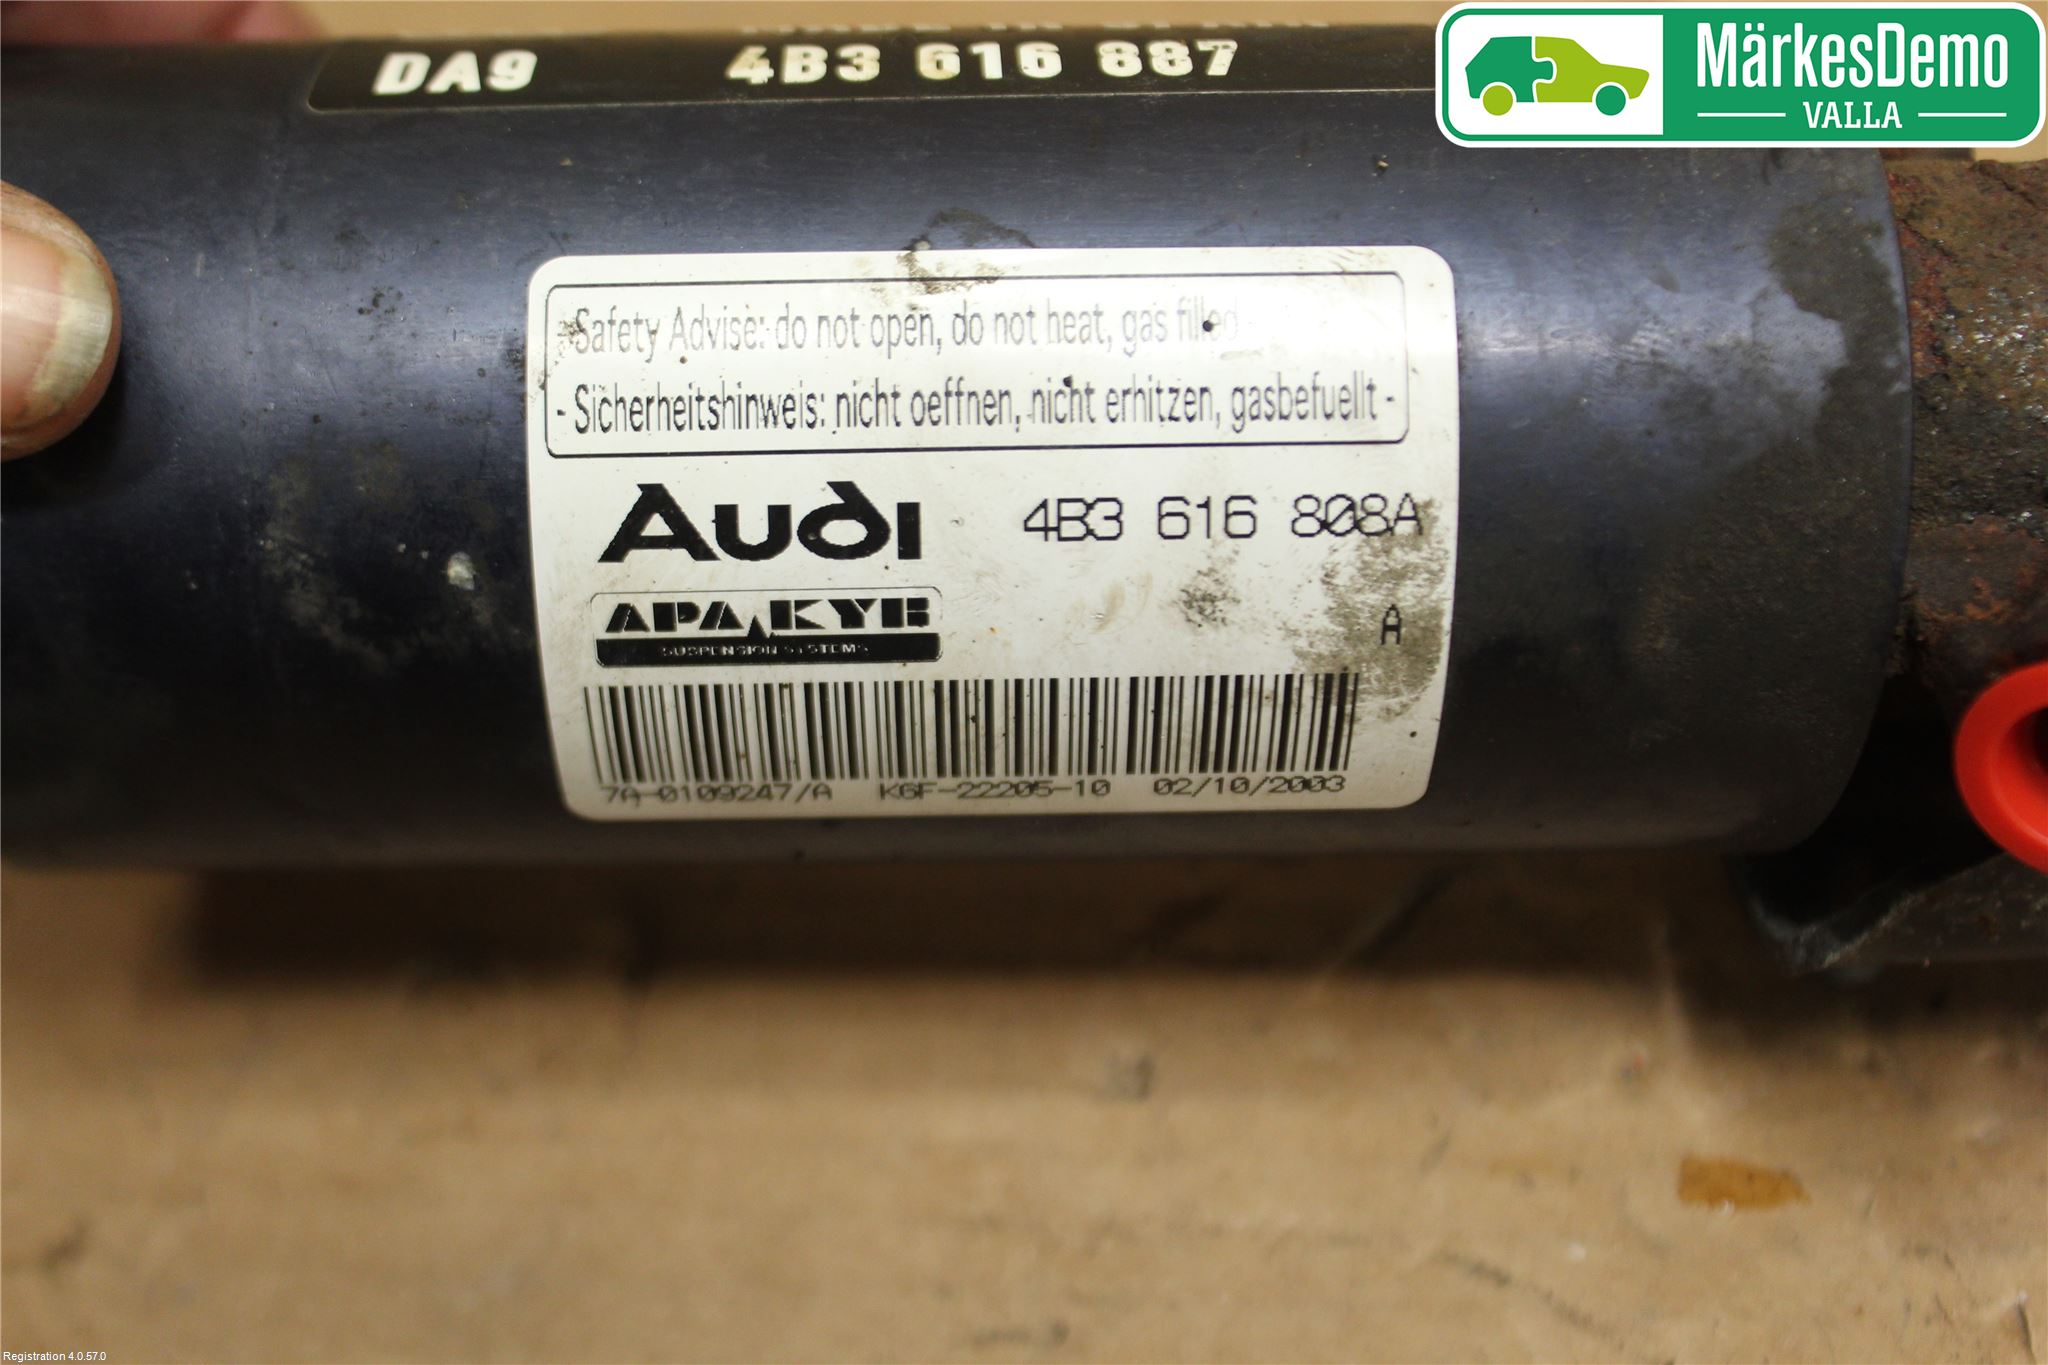 DA9 4B3 616 887
MärkesDemo
VALLA
- Safety Advise: do not open, do not heat, gas filled
- Sicherheitshinweis: nicht oeffnen, nicht erhitzen, gasbefuellt -
Audi 4B3 616 808A
APA KYB
SUSPENSION SYSTEMS
A
7A-0109247/A K6F-22205-10 02/10/2003
Registration 4.0.57.0